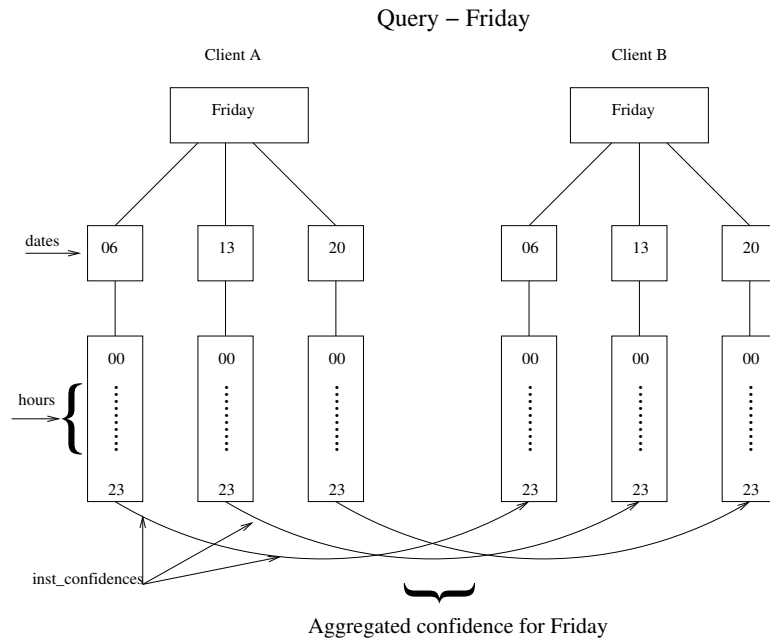 Query – Friday
Client A
Client B
Friday
Friday
dates
06
13
20
06
13
20
00
00
00
00
00
00
hours
23
23
23
23
23
23
inst_confidences
Aggregated confidence for Friday